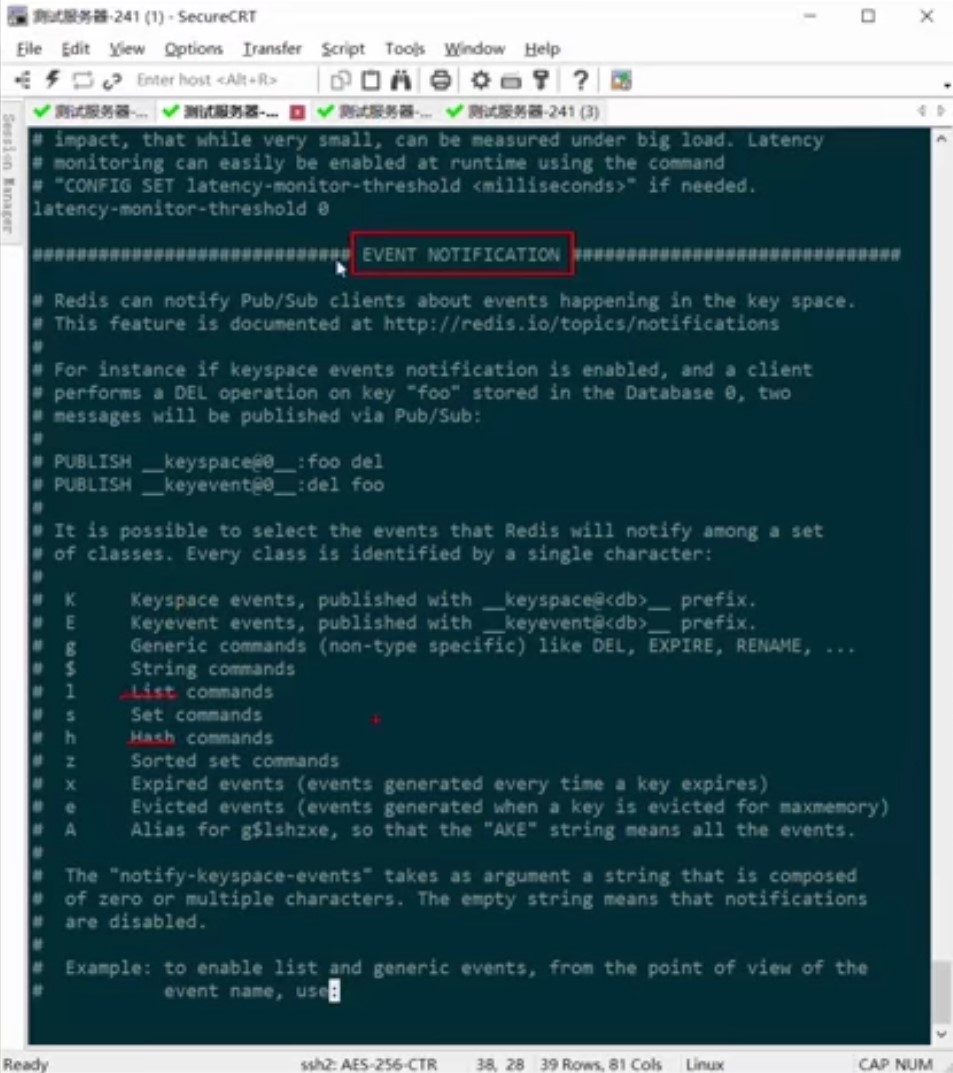 测试服务器-241 (1) - SecureCRT
File Edit View Options Transfer Script Tools Window Help
Enter host <Alt+R>
测试服务器-... 测试服务器-... 测试服务器-... 测试服务器-241 (3)
Session Manager
# impact, that while very small, can be measured under big load. Latency
# monitoring can easily be enabled at runtime using the command
# "CONFIG SET latency-monitor-threshold <milliseconds>" if needed.
latency-monitor-threshold 0
############################# EVENT NOTIFICATION ##############################
# Redis can notify Pub/Sub clients about events happening in the key space.
# This feature is documented at http://redis.io/topics/notifications
#
# For instance if keyspace events notification is enabled, and a client
# performs a DEL operation on key "foo" stored in the Database 0, two
# messages will be published via Pub/Sub:
#
# PUBLISH __keyspace@0__:foo del
# PUBLISH __keyevent@0__:del foo
#
# It is possible to select the events that Redis will notify among a set
# of classes. Every class is identified by a single character:
#
#  K     Keyspace events, published with __keyspace@<db>__ prefix.
#  E     Keyevent events, published with __keyevent@<db>__ prefix.
#  g     Generic commands (non-type specific) like DEL, EXPIRE, RENAME, ...
#  $     String commands
#  l     List commands
#  s     Set commands
#  h     Hash commands
#  z     Sorted set commands
#  x     Expired events (events generated every time a key expires)
#  e     Evicted events (events generated when a key is evicted for maxmemory)
#  A     Alias for g$lshzxe, so that the "AKE" string means all the events.
#
#  The "notify-keyspace-events" takes as argument a string that is composed
#  of zero or multiple characters. The empty string means that notifications
#  are disabled.
#
#  Example: to enable list and generic events, from the point of view of the
#           event name, use:
Ready ssh2: AES-256-CTR 38, 28 39 Rows, 81 Cols Linux CAP NUM